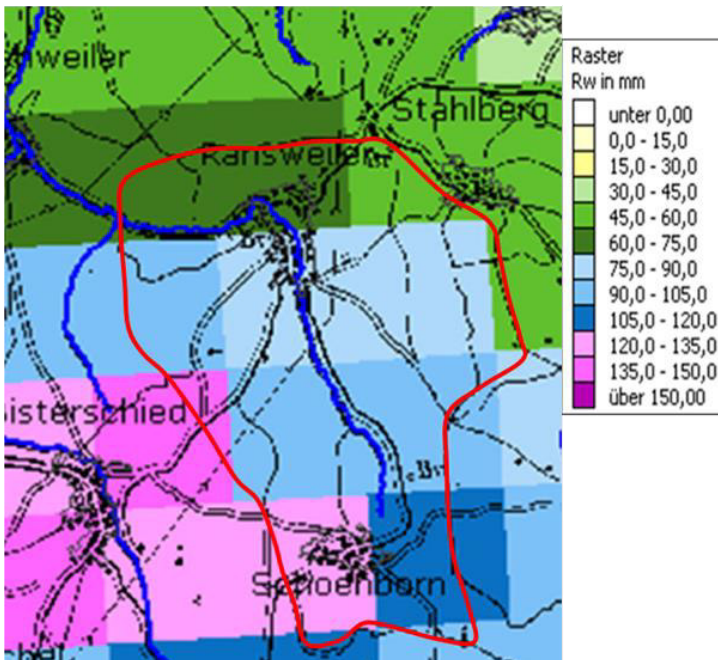 weiler
Stahlberg
Ransweiler
isterschied
Schoenborn
Raster
Rw in mm
unter 0,00
0,0 - 15,0
15,0 - 30,0
30,0 - 45,0
45,0 - 60,0
60,0 - 75,0
75,0 - 90,0
90,0 - 105,0
105,0 - 120,0
120,0 - 135,0
135,0 - 150,0
über 150,00